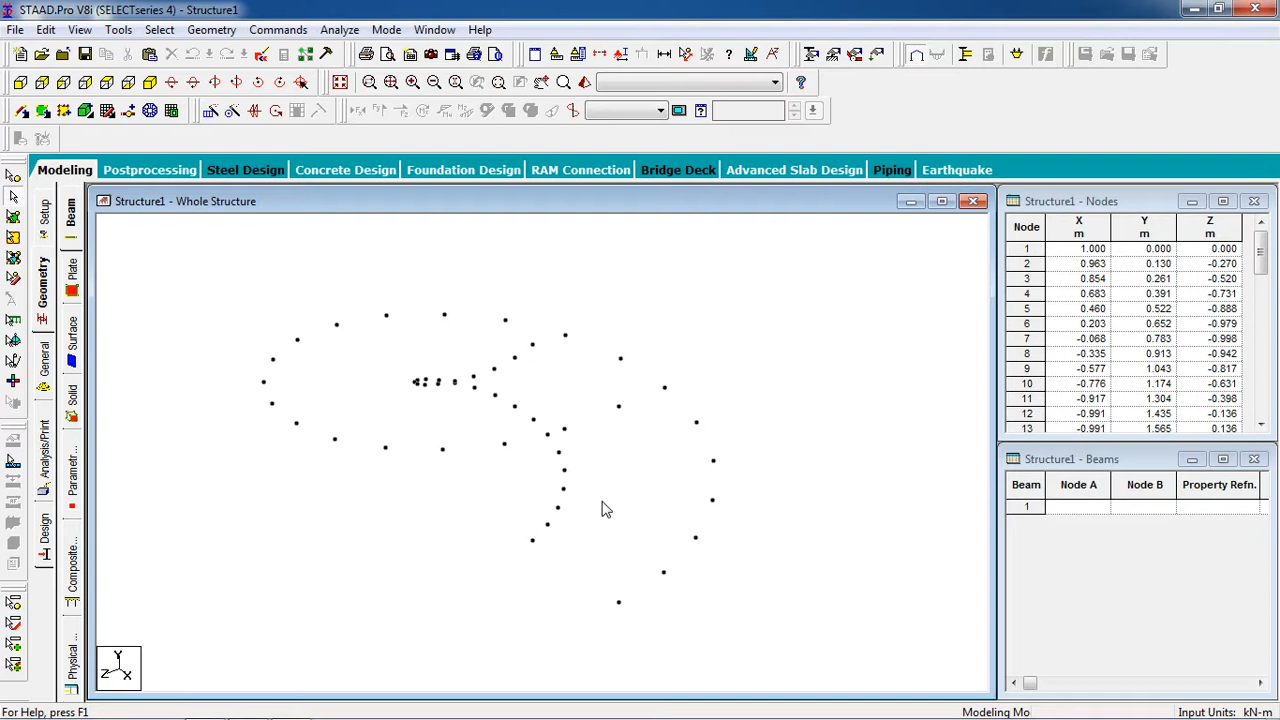 STAAD.Pro V8i (SELECTseries 4) - Structure1
File Edit View Tools Select Geometry Commands Analyze Mode Window Help
Modeling Postprocessing Steel Design Concrete Design Foundation Design RAM Connection Bridge Deck Advanced Slab Design Piping Earthquake
Setup
Geometry
General
Analysis/Print
Design
Beam
Plate
Surface
Solid
Parametr...
Composite...
Physical ...
Structure1 - Whole Structure
Y
Z X
Structure1 - Nodes
Node X m Y m Z m
1 1.000 0.000 0.000
2 0.963 0.130 -0.270
3 0.854 0.261 -0.520
4 0.683 0.391 -0.731
5 0.460 0.522 -0.888
6 0.203 0.652 -0.979
7 -0.068 0.783 -0.982
8 -0.335 0.913 -0.942
9 -0.577 1.043 -0.817
10 -0.776 1.174 -0.631
11 -0.917 1.304 -0.398
12 -0.991 1.435 -0.136
13 -0.991 1.565 0.136
Structure1 - Beams
Beam Node A Node B Property Refn.
1
For Help, press F1
Modeling Mo
Input Units: kN-m